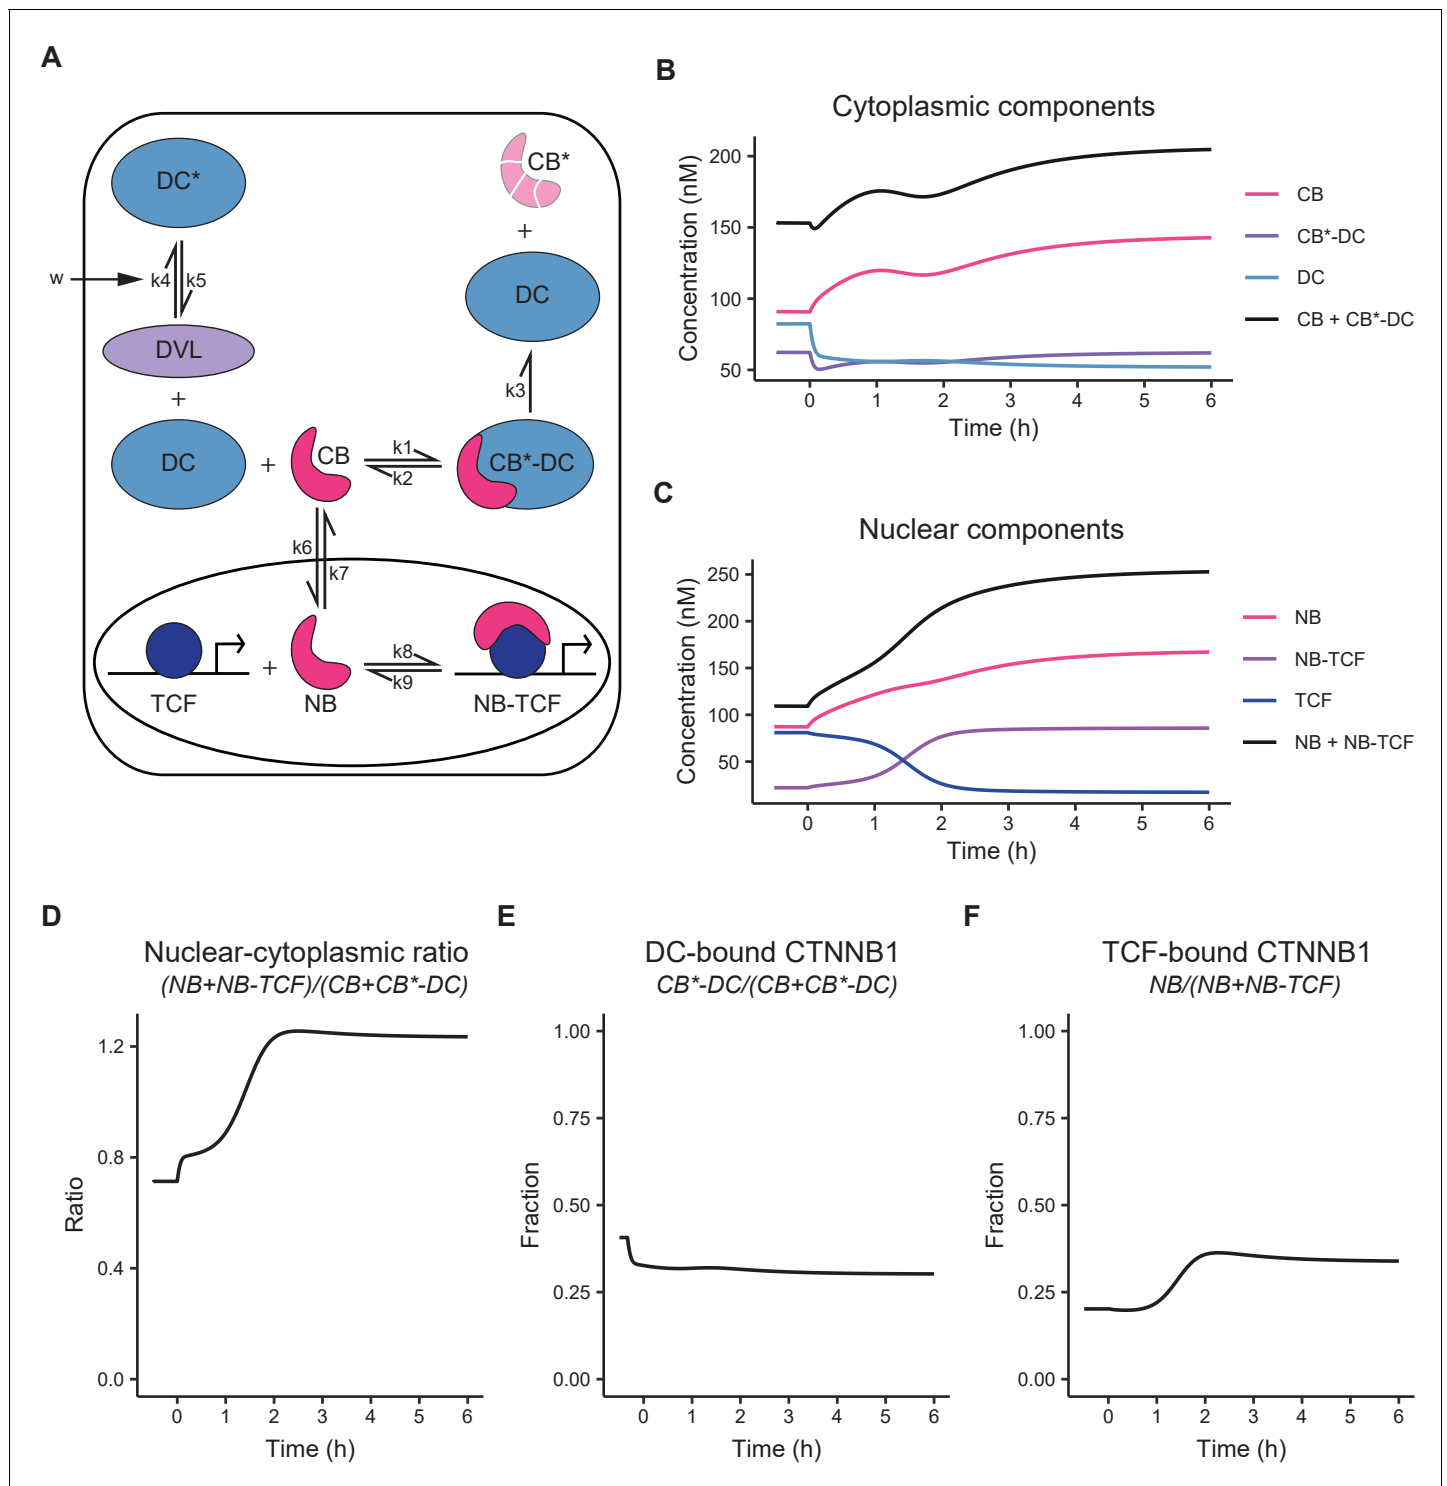 A
DC*
CB*
+
w
k4
k5
DC
DVL
+
k3
DC
+
CB
k1
k2
CB*-DC
k6
k7
k8
k9
+
TCF
NB
NB-TCF
B
Cytoplasmic components
Concentration (nM)
200
150
100
50
0 1 2 3 4 5 6
Time (h)
CB
CB*-DC
DC
CB + CB*-DC
C
Nuclear components
Concentration (nM)
250
200
150
100
50
0 1 2 3 4 5 6
Time (h)
NB
NB-TCF
TCF
NB + NB-TCF
D
Nuclear-cytoplasmic ratio
(NB+NB-TCF)/(CB+CB*-DC)
Ratio
1.2
0.8
0.4
0.0
0 1 2 3 4 5 6
Time (h)
E
DC-bound CTNNB1
CB*-DC/(CB+CB*-DC)
Fraction
1.00
0.75
0.50
0.25
0.00
0 1 2 3 4 5 6
Time (h)
F
TCF-bound CTNNB1
NB/(NB+NB-TCF)
Fraction
1.00
0.75
0.50
0.25
0.00
0 1 2 3 4 5 6
Time (h)